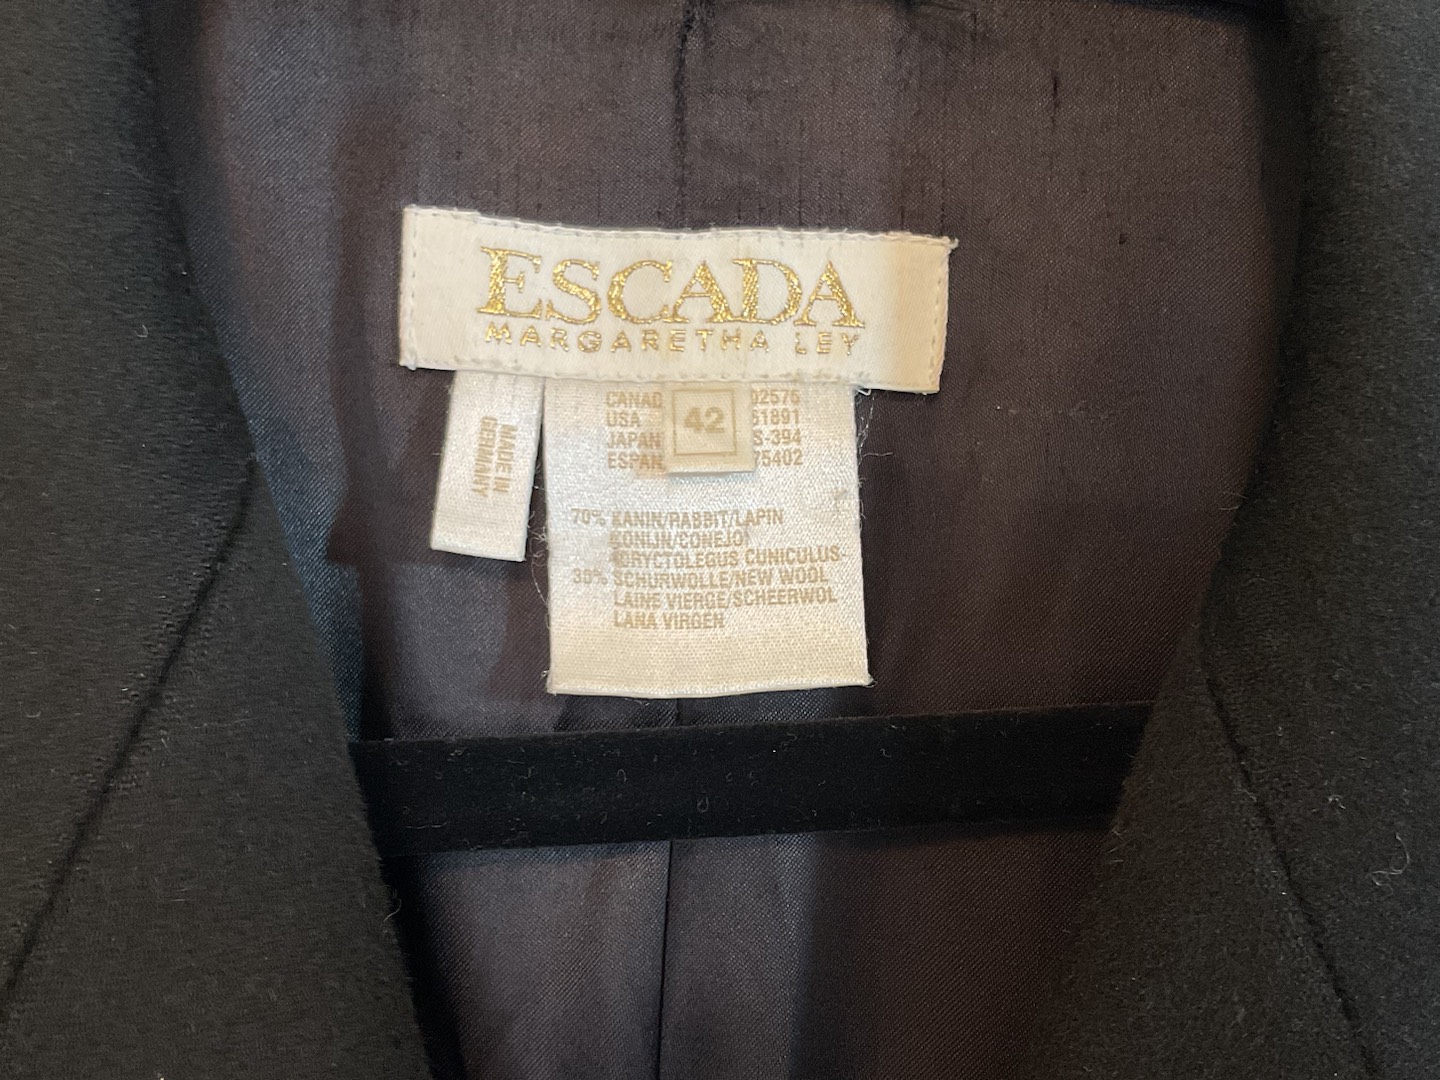 ESCADA
MARGARETHA LEY
MADE IN
GERMANY
42
CANAD 02576
USA 61891
JAPAN S-394
ESPAN 75402
70% KANIN/RABBIT/LAPIN
KONIJN/CONEJO
-ORYCTOLEGUS CUNICULUS-
30% SCHURWOLLE/NEW WOOL
LAINE VIERGE/SCHEERWOL
LANA VIRGEN